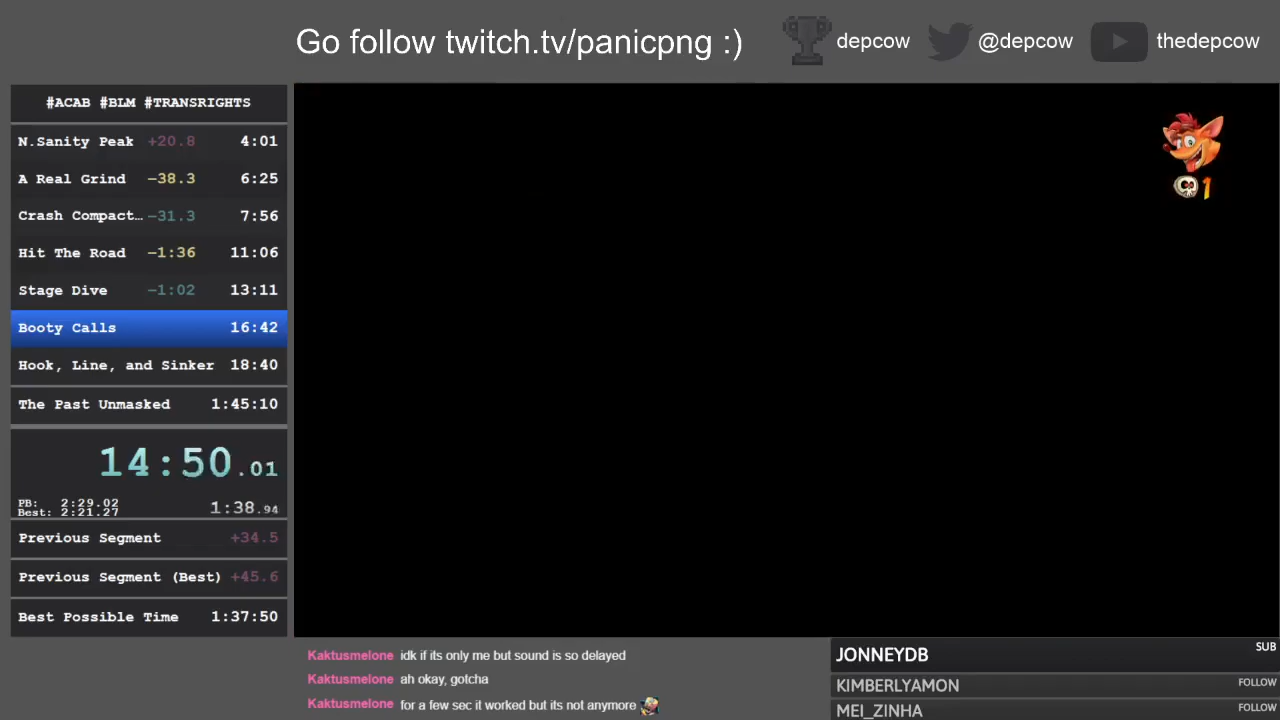 Go follow twitch.tv/panicpng :)
depcow
@depcow
thedepcow
#ACAB #BLM #TRANSRIGHTS
N.Sanity Peak +20.8 4:01
A Real Grind −38.3 6:25
Crash Compact… −31.3 7:56
Hit The Road −1:36 11:06
Stage Dive −1:02 13:11
Booty Calls 16:42
Hook, Line, and Sinker 18:40
The Past Unmasked 1:45:10
14:50.01
PB: 2:29.02
Best: 2:21.27
1:38.94
Previous Segment +34.5
Previous Segment (Best) +45.6
Best Possible Time 1:37:50
1
Kaktusmelone idk if its only me but sound is so delayed
Kaktusmelone ah okay, gotcha
Kaktusmelone for a few sec it worked but its not anymore
JONNEYDB SUB
KIMBERLYAMON FOLLOW
MEI_ZINHA FOLLOW